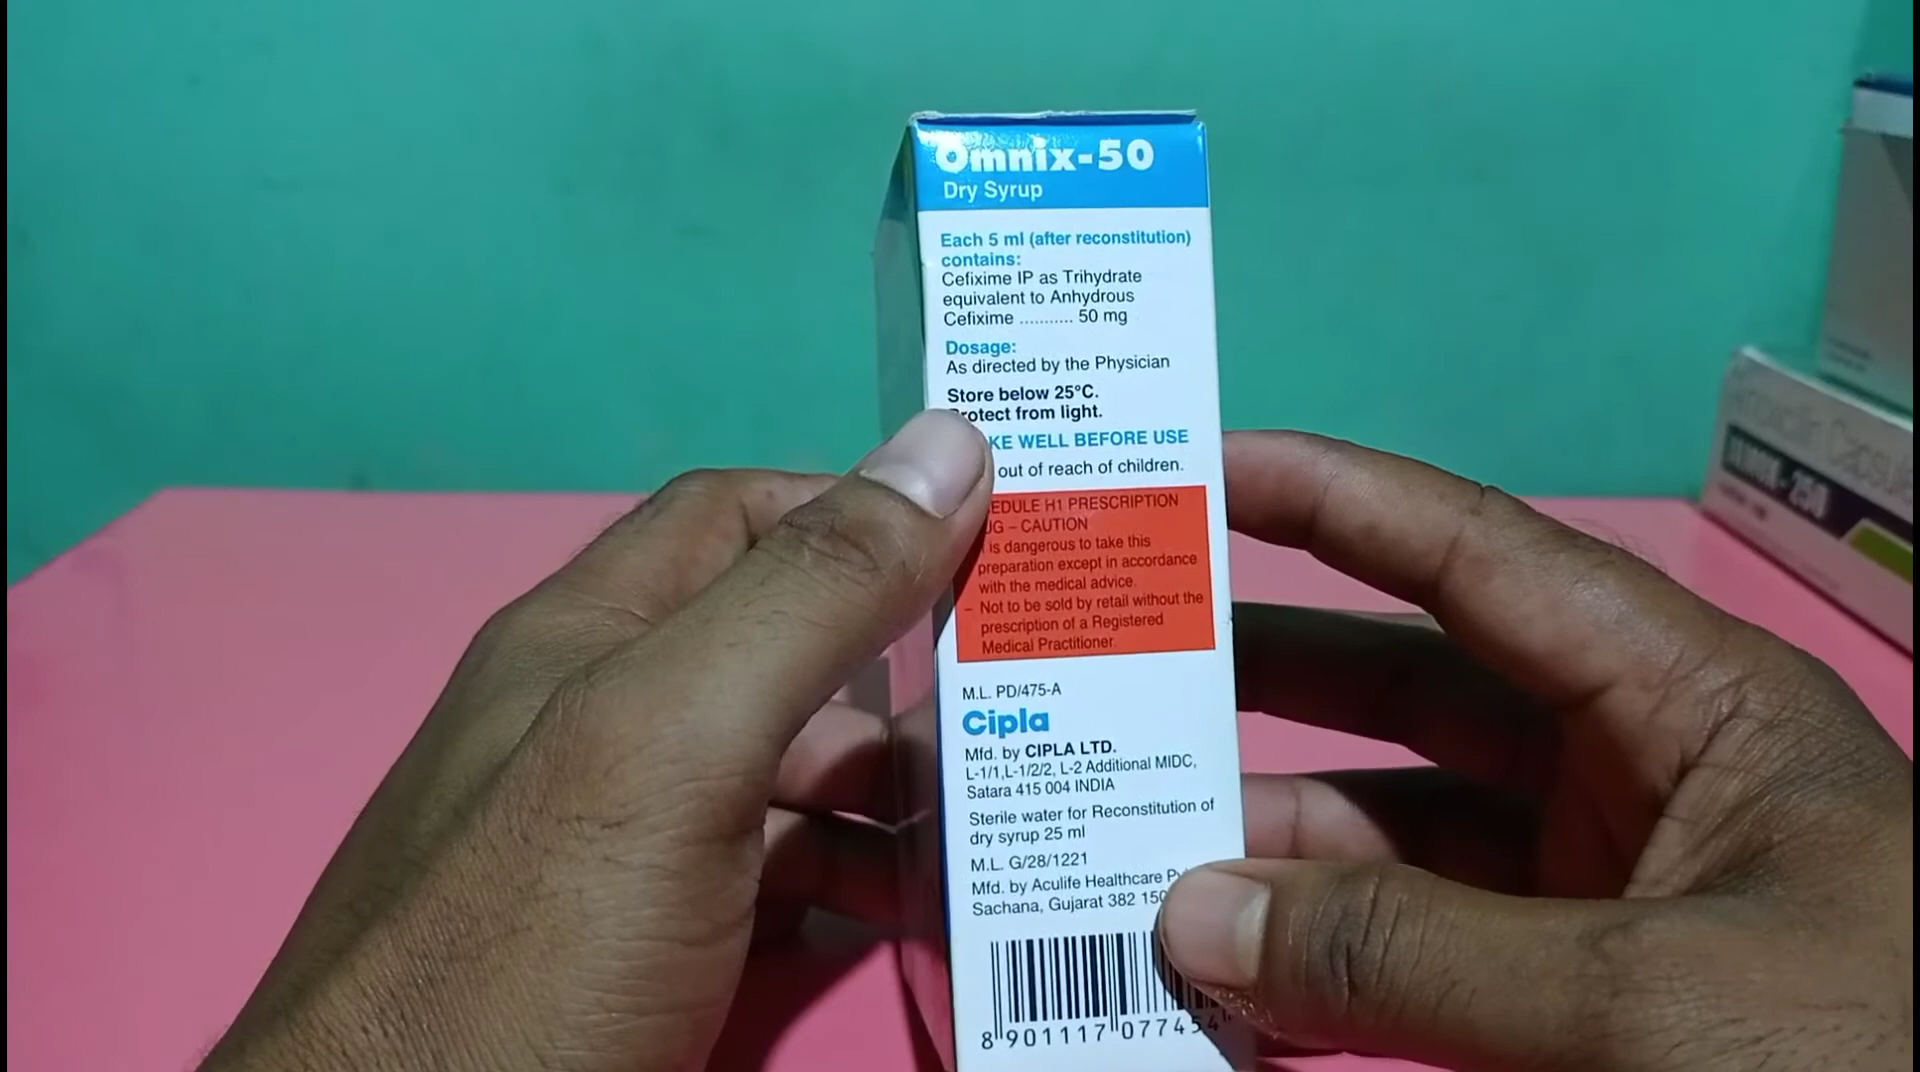 Omnix-50
Dry Syrup
Each 5 ml (after reconstitution)
contains:
Cefixime IP as Trihydrate
equivalent to Anhydrous
Cefixime ........... 50 mg
Dosage:
As directed by the Physician
Store below 25°C.
rotect from light.
KE WELL BEFORE USE
out of reach of children.
EDULE H1 PRESCRIPTION
UG – CAUTION
is dangerous to take this
preparation except in accordance
with the medical advice.
– Not to be sold by retail without the
prescription of a Registered
Medical Practitioner.
M.L. PD/475-A
Cipla
Mfd. by CIPLA LTD.
L-1/1,L-1/2/2, L-2 Additional MIDC,
Satara 415 004 INDIA
Sterile water for Reconstitution of
dry syrup 25 ml
M.L. G/28/1221
Mfd. by Aculife Healthcare
Sachana, Gujarat 382 150
8 901117 077454
- 250